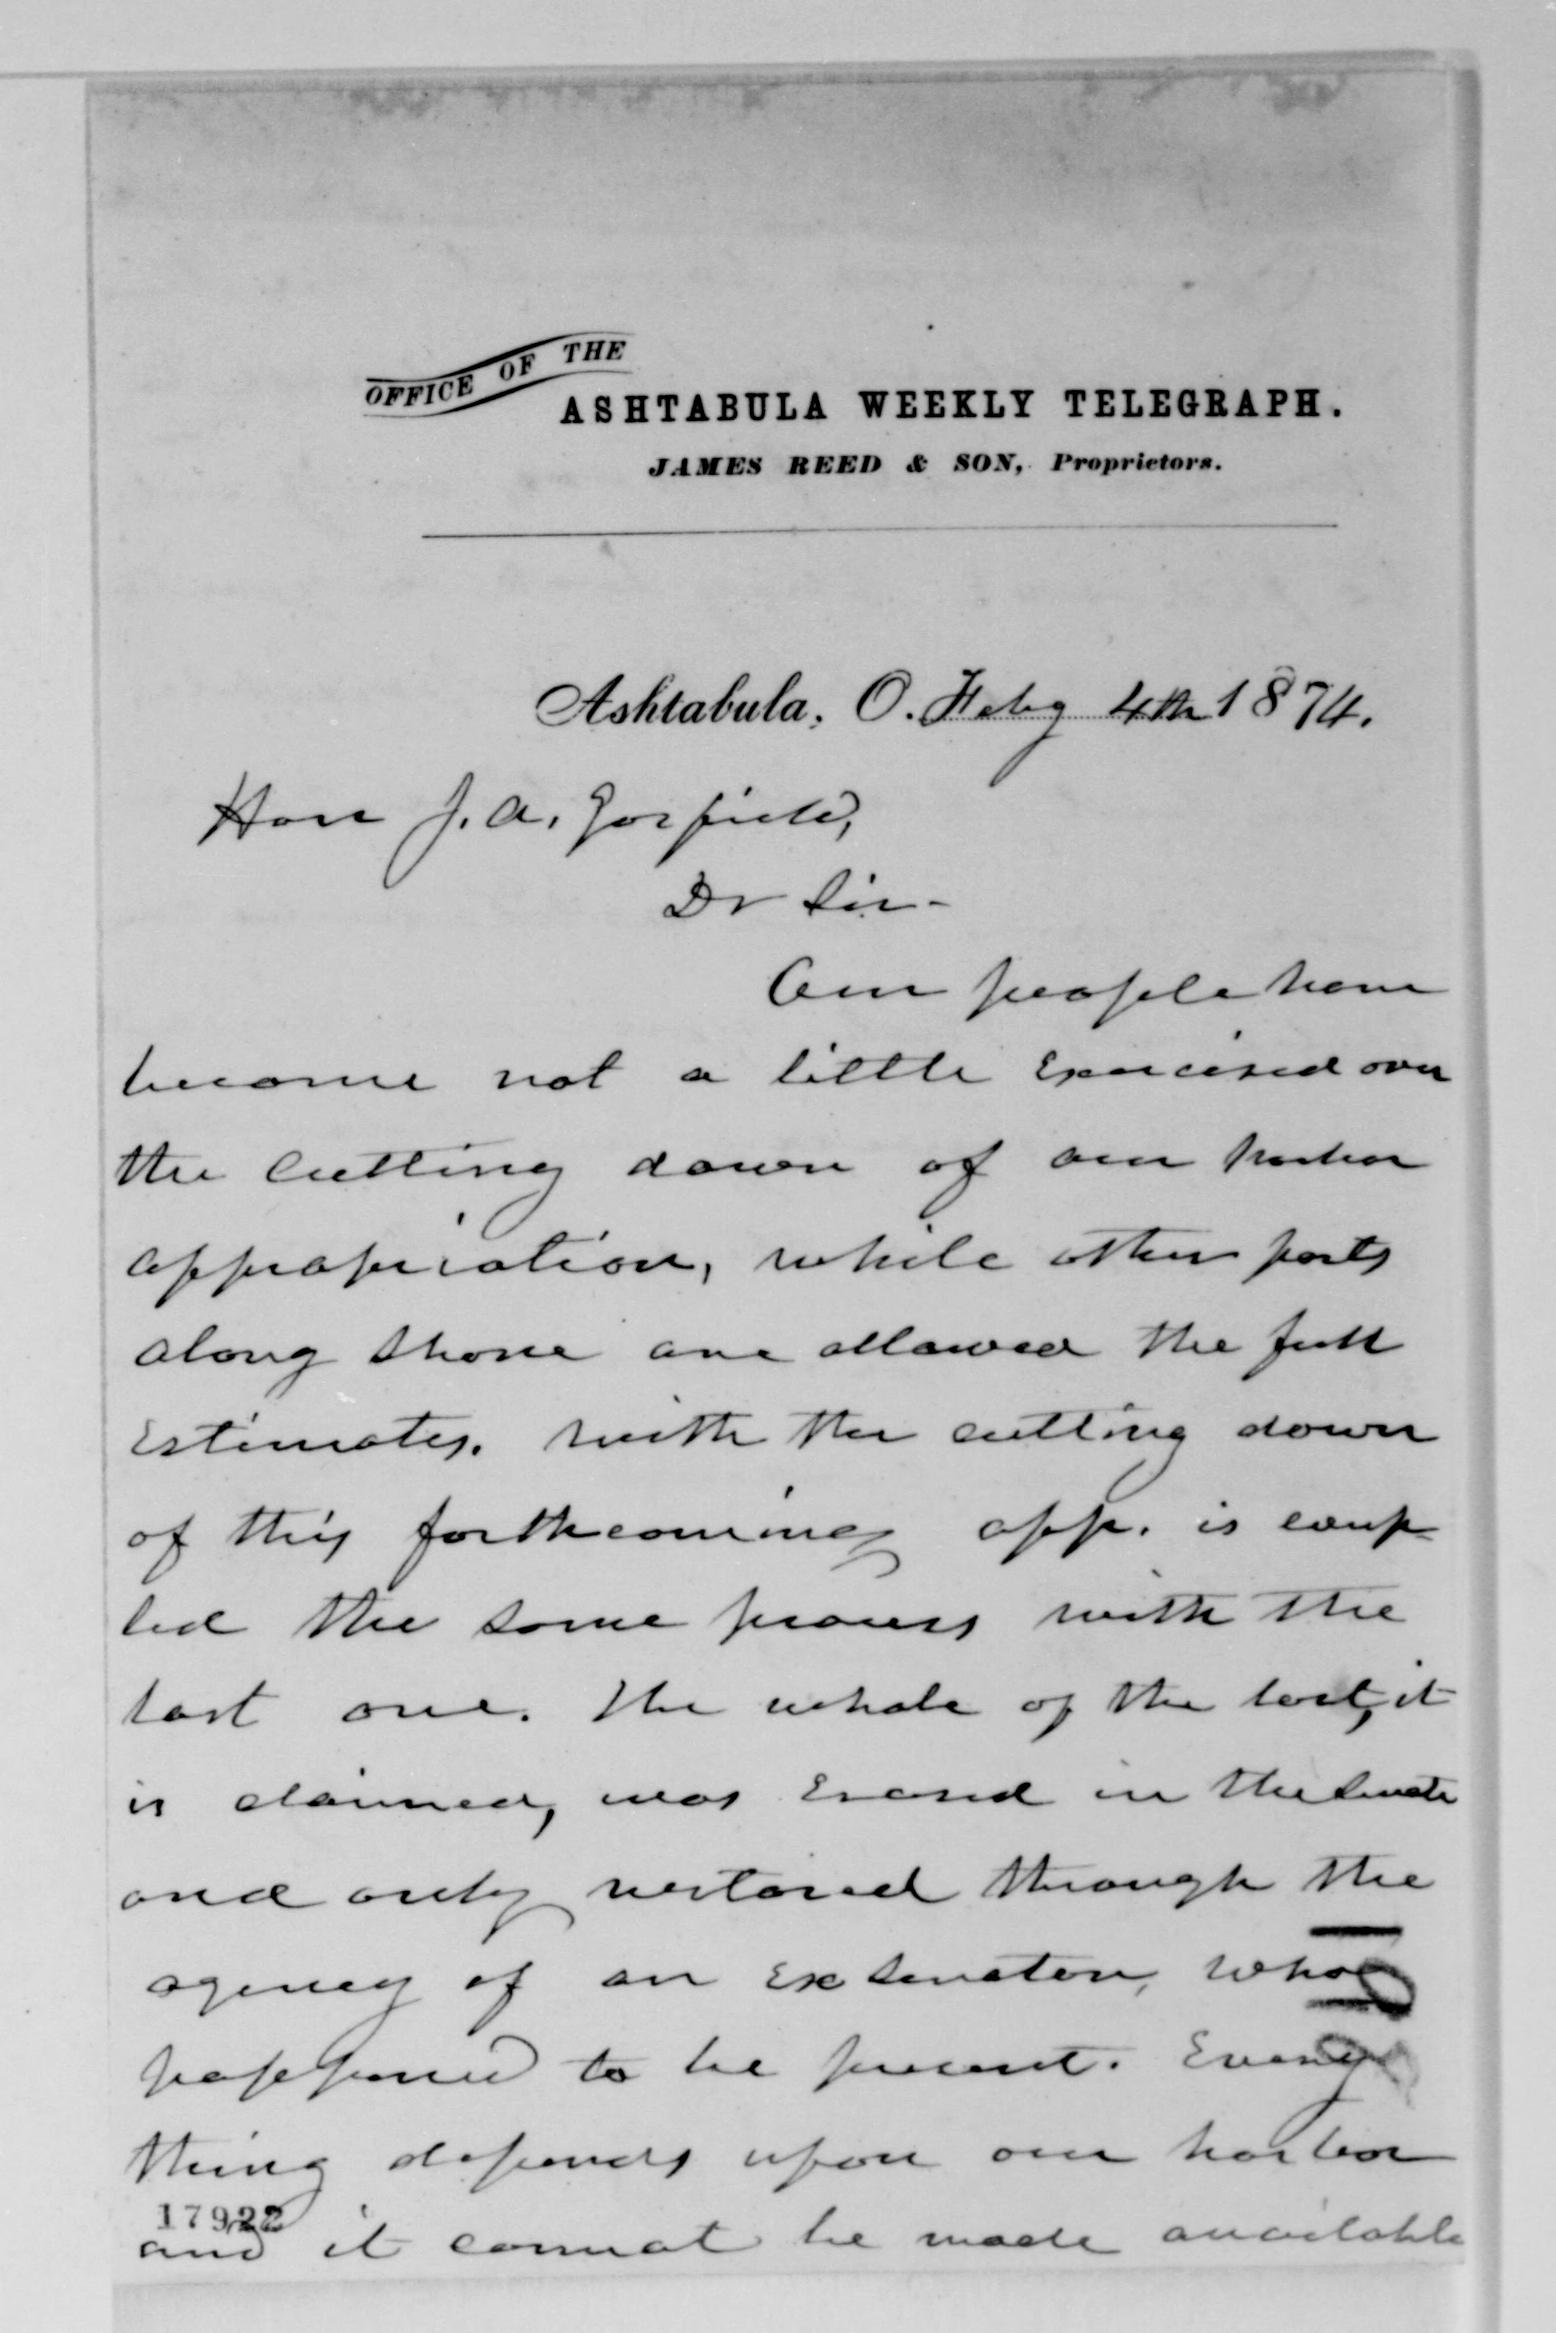 OFFICE OF THE
ASHTABULA WEEKLY TELEGRAPH.
JAMES REED & SON, Proprietors.
Ashtabula, O. Feby 4th 1874.
Hon J. A. Garfield,
Dr Sir-
Our people have
become not a little exercised over
the cutting down of our harbor
appropriation, while other ports
along shore are allowed the full
estimates. With the cutting down
of this forthcoming app. is coup-
led the same process with the
last one. The whole of the last, it
is claimed, was erased in the Senate
and only restored through the
agency of an Ex Senator, who
happened to be present. Every
thing depends upon our harbor
17922
and it cannot be made available